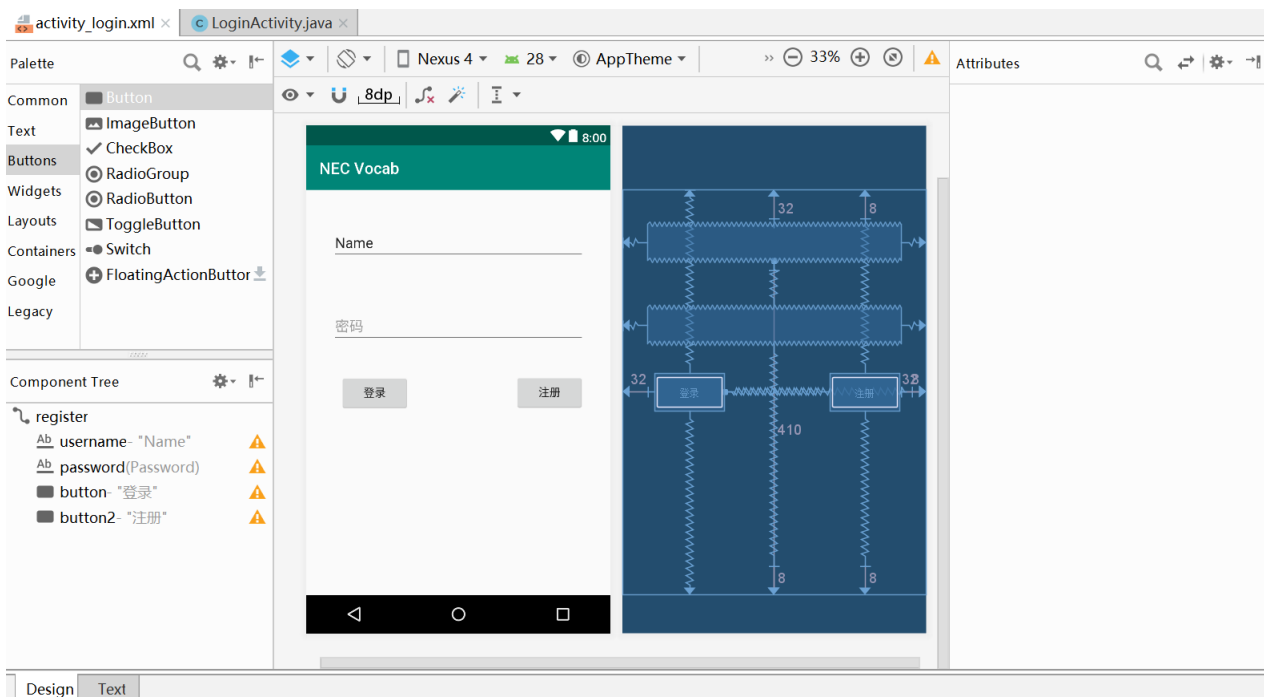 activity_login.xml LoginActivity.java
Palette
Nexus 4 28 AppTheme 33%
Attributes
8dp
Common
Text
Buttons
Widgets
Layouts
Containers
Google
Legacy
Button
ImageButton
CheckBox
RadioGroup
RadioButton
ToggleButton
Switch
FloatingActionButtor
Component Tree
register
Ab username- "Name"
Ab password(Password)
button- "登录"
button2- "注册"
8:00
NEC Vocab
Name
密码
登录 注册
32 8
32
登录 注册
410
8 8
Design Text